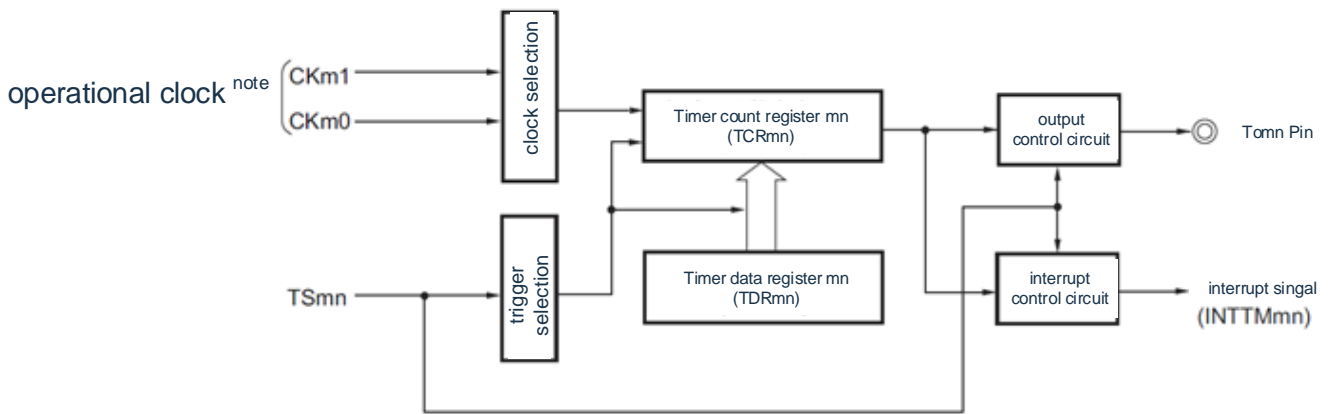 operational clock note
CKm1
CKm0
clock selection
Timer count register mn
(TCRmn)
output
control circuit
Tomn Pin
TSmn
trigger
selection
Timer data register mn
(TDRmn)
interrupt
control circuit
interrupt singal
(INTTMmn)